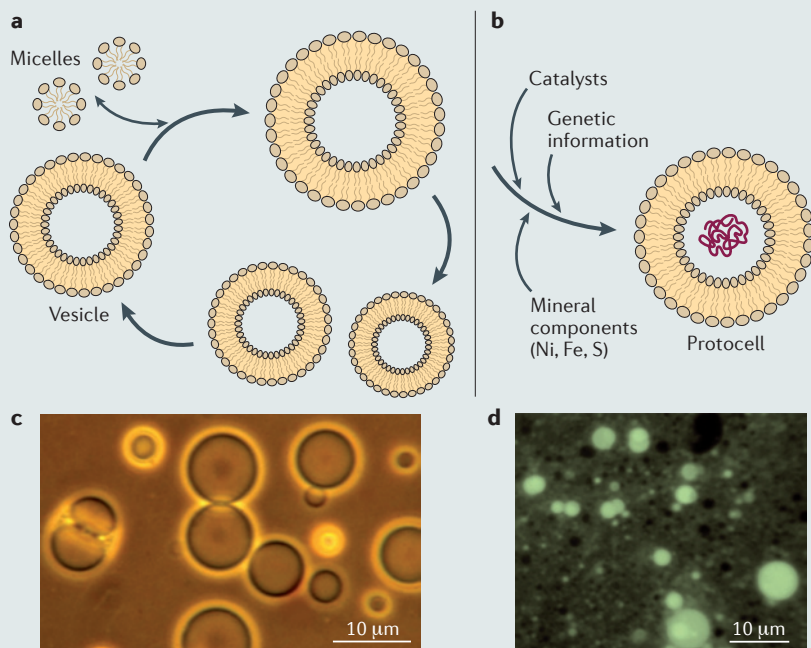 a
Micelles
Vesicle
b
Catalysts
Genetic
information
Mineral
components
(Ni, Fe, S)
Protocell
c
10 μm
d
10 μm